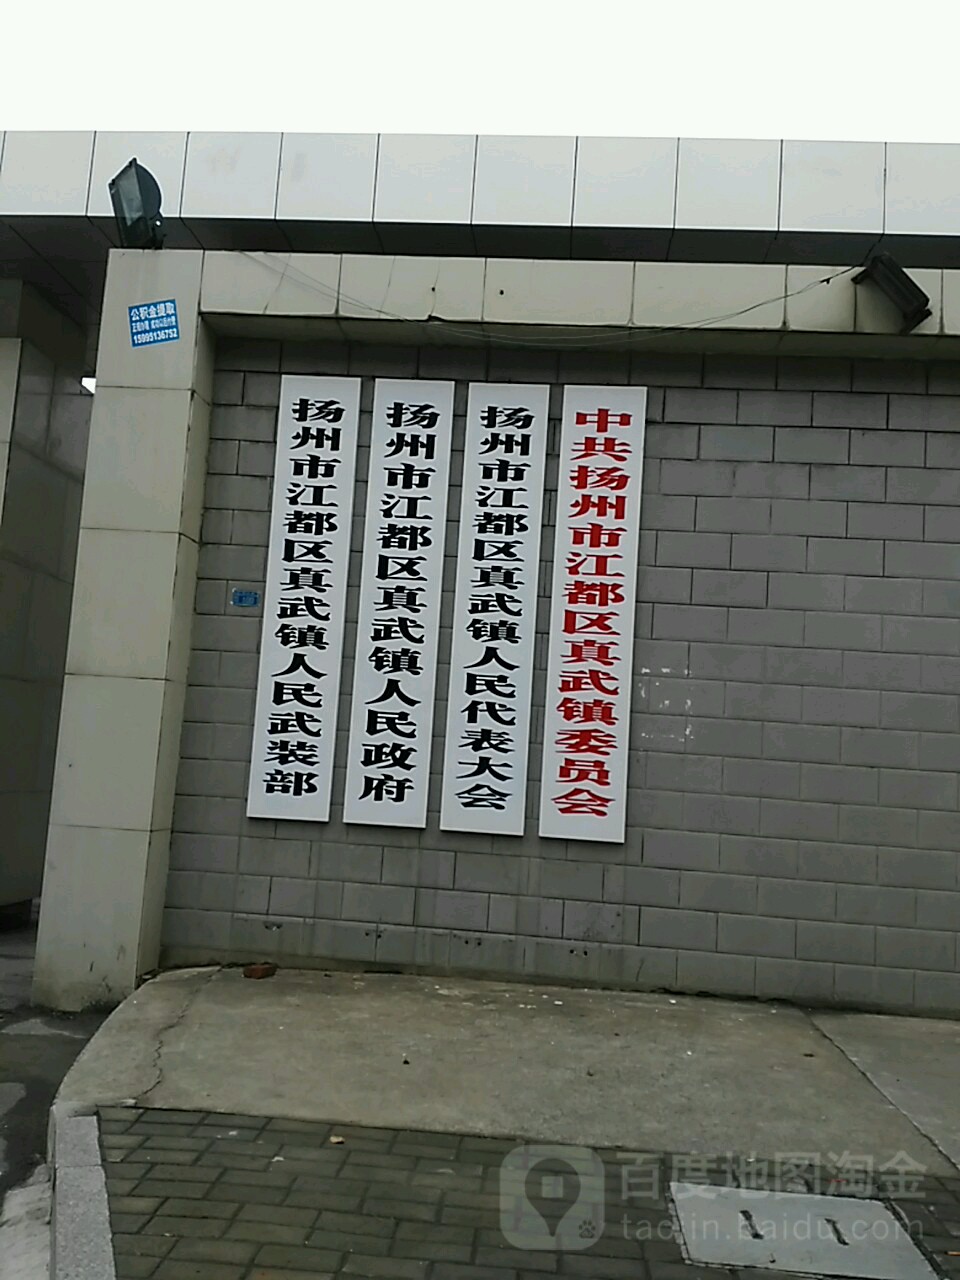 公积金提取
15995136752
扬州市江都区真武镇人民武装部
扬州市江都区真武镇人民政府
扬州市江都区真武镇人民代表大会
中共扬州市江都区真武镇委员会
百度地图淘金
taojin.baidu.com